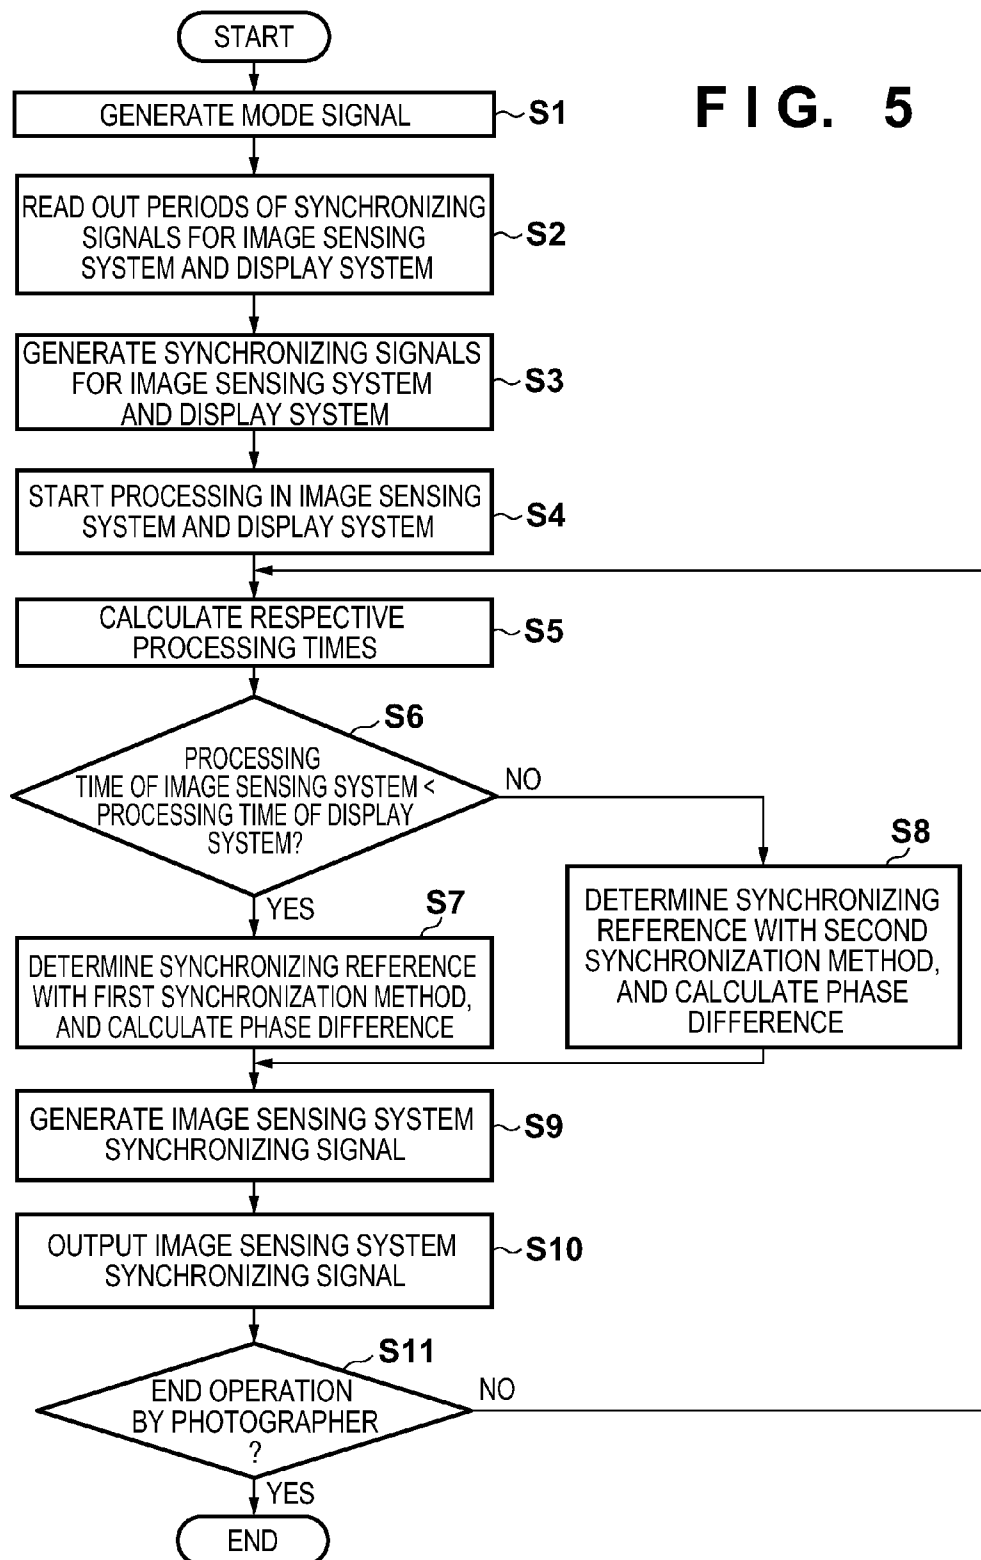 START
F I G. 5
GENERATE MODE SIGNAL
S1
READ OUT PERIODS OF SYNCHRONIZING
SIGNALS FOR IMAGE SENSING
SYSTEM AND DISPLAY SYSTEM
S2
GENERATE SYNCHRONIZING SIGNALS
FOR IMAGE SENSING SYSTEM
AND DISPLAY SYSTEM
S3
START PROCESSING IN IMAGE SENSING
SYSTEM AND DISPLAY SYSTEM
S4
CALCULATE RESPECTIVE
PROCESSING TIMES
S5
S6
PROCESSING
TIME OF IMAGE SENSING SYSTEM <
PROCESSING TIME OF DISPLAY
SYSTEM?
NO
YES
S7
DETERMINE SYNCHRONIZING REFERENCE
WITH FIRST SYNCHRONIZATION METHOD,
AND CALCULATE PHASE DIFFERENCE
S8
DETERMINE SYNCHRONIZING
REFERENCE WITH SECOND
SYNCHRONIZATION METHOD,
AND CALCULATE PHASE
DIFFERENCE
GENERATE IMAGE SENSING SYSTEM
SYNCHRONIZING SIGNAL
S9
OUTPUT IMAGE SENSING SYSTEM
SYNCHRONIZING SIGNAL
S10
S11
END OPERATION
BY PHOTOGRAPHER
?
NO
YES
END